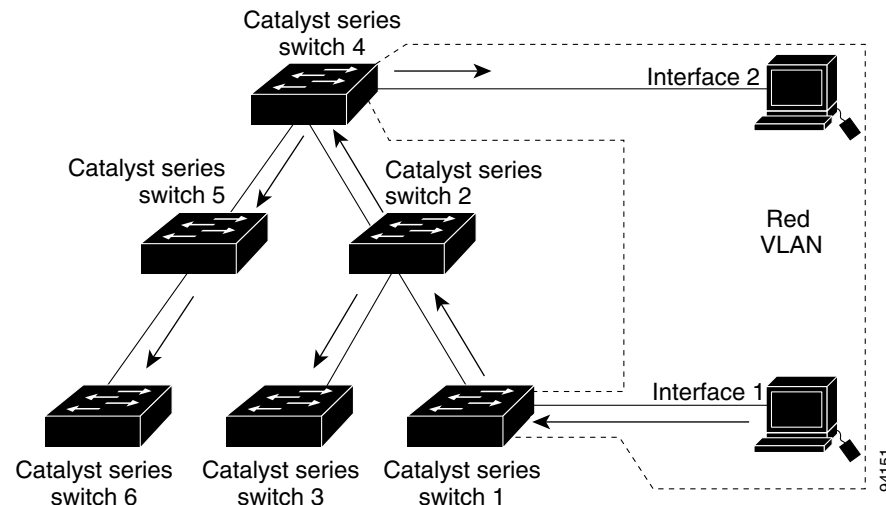 Catalyst series
switch 4
Interface 2
Catalyst series
switch 5
Catalyst series
switch 2
Red
VLAN
Interface 1
Catalyst series
switch 6
Catalyst series
switch 3
Catalyst series
switch 1
94151